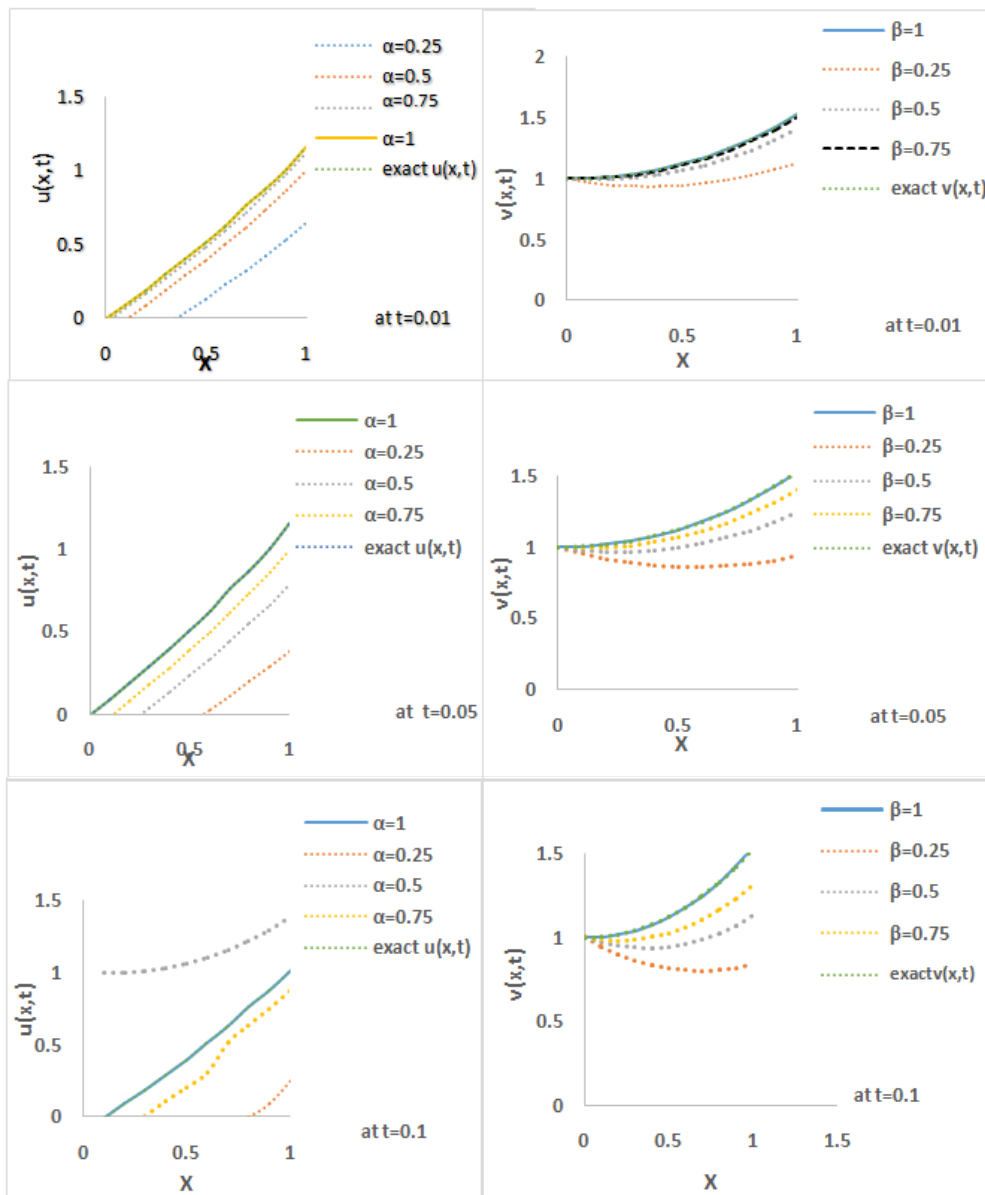 α=0.25
α=0.5
α=0.75
α=1
exact u(x,t)
1.5
1
0.5
0
u(x,t)
0 0.5 1
X
at t=0.01
β=1
β=0.25
β=0.5
β=0.75
exact v(x,t)
2
1.5
1
0.5
0
v(x,t)
0 0.5 1
X
at t=0.01
α=1
α=0.25
α=0.5
α=0.75
exact u(x,t)
1.5
1
0.5
0
u(x,t)
0 0.5 1
X
at t=0.05
β=1
β=0.25
β=0.5
β=0.75
exact v(x,t)
1.5
1
0.5
0
v(x,t)
0 0.5 1
X
at t=0.05
α=1
α=0.25
α=0.5
α=0.75
exact u(x,t)
1.5
1
0.5
0
u(x,t)
0 0.5 1
X
at t=0.1
β=1
β=0.25
β=0.5
β=0.75
exactv(x,t)
1.5
1
0.5
0
v(x,t)
0 0.5 1 1.5
X
at t=0.1